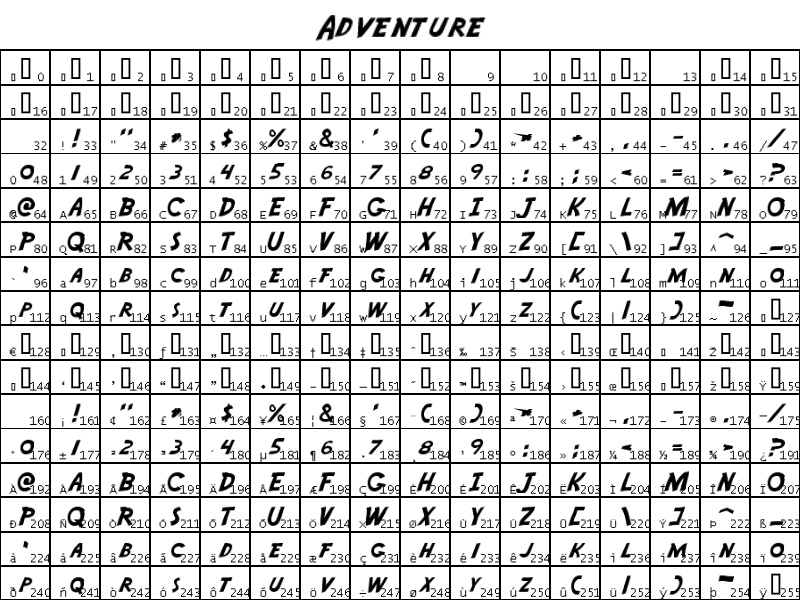 ADVENTURE
0 1 2 3 4 5 6 7 8 9 10 11 12 13 14 15
16 17 18 19 20 21 22 23 24 25 26 27 28 29 30 31
32 ! ! 33 " " 34 # * 35 $ $ 36 % % 37 & & 38 ' ' 39 ( ( 40 ) ) 41 * 42 + * 43 , , 44 - - 45 . . 46 / / 47
0 0 48 1 1 49 2 2 50 3 3 51 4 4 52 5 5 53 6 6 54 7 7 55 8 8 56 9 9 57 : : 58 ; : 59 < < 60 = = 61 > > 62 ? ? 63
@ @ 64 A A 65 B B 66 C C 67 D D 68 E E 69 F F 70 G G 71 H H 72 I I 73 J J 74 K K 75 L L 76 M M 77 N N 78 O O 79
P P 80 Q Q 81 R R 82 S S 83 T T 84 U U 85 V V 86 W W 87 X X 88 Y Y 89 Z Z 90 [ [ 91 \ \ 92 ] ] 93 ^ ^ 94 _ _ 95
` ' 96 a A 97 b B 98 c C 99 d D 100 e E 101 f F 102 g G 103 h H 104 i I 105 j J 106 k K 107 l L 108 m M 109 n N 110 o O 111
p P 112 q Q 113 r R 114 s S 115 t T 116 u U 117 v V 118 w W 119 x X 120 y Y 121 z Z 122 { ( 123 | I 124 } ) 125 ~ ~ 126 127
€ 128 129 ‚ 130 ƒ 131 „ 132 … 133 † 134 ‡ 135 ˆ 136 ‰ 137 Š 138 ‹ 139 Œ 140 141 Ž 142 143
144 ‘ 145 ’ 146 “ 147 ” 148 • 149 – 150 — 151 ˜ 152 ™ 153 š 154 › 155 œ 156 157 ž 158 Ÿ 159
160 ¡ ! 161 ¢ " 162 £ * 163 ¤ $ 164 ¥ % 165 ¦ & 166 § ' 167 ¨ ( 168 © ) 169 ª 170 « * 171 ¬ , 172 - 173 ® . 174 ¯ / 175
° 0 176 ± 1 177 ² 2 178 ³ 3 179 ´ 4 180 µ 5 181 ¶ 6 182 · 7 183 ¸ 8 184 ¹ 9 185 º : 186 » : 187 ¼ < 188 ½ = 189 ¾ > 190 ¿ ? 191
À @ 192 Á A 193 Â B 194 Ã C 195 Ä D 196 Å E 197 Æ F 198 Ç G 199 È H 200 É I 201 Ê J 202 Ë K 203 Ì L 204 Í M 205 Î N 206 Ï O 207
Ð P 208 Ñ Q 209 Ò R 210 Ó S 211 Ô T 212 Õ U 213 Ö V 214 × W 215 Ø X 216 Ù Y 217 Ú Z 218 Û [ 219 Ü \ 220 Ý ] 221 Þ ^ 222 ß _ 223
à ' 224 á A 225 â B 226 ã C 227 ä D 228 å E 229 æ F 230 ç G 231 è H 232 é I 233 ê J 234 ë K 235 ì L 236 í M 237 î N 238 ï O 239
ð P 240 ñ Q 241 ò R 242 ó S 243 ô T 244 õ U 245 ö V 246 ÷ W 247 ø X 248 ù Y 249 ú Z 250 û ( 251 ü I 252 ý ) 253 þ ~ 254 ÿ 255